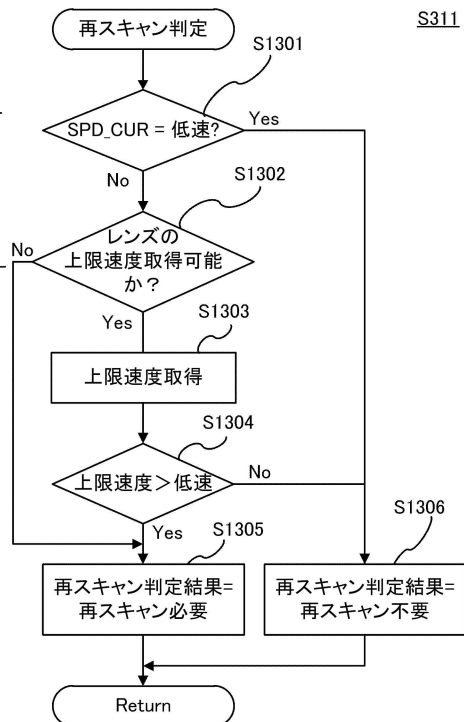 再スキャン判定
S311
S1301
SPD_CUR = 低速?
Yes
No
S1302
レンズの
上限速度取得可能
か？
No
Yes
S1303
上限速度取得
S1304
上限速度＞低速
No
Yes
S1305
再スキャン判定結果=
再スキャン必要
S1306
再スキャン判定結果=
再スキャン不要
Return